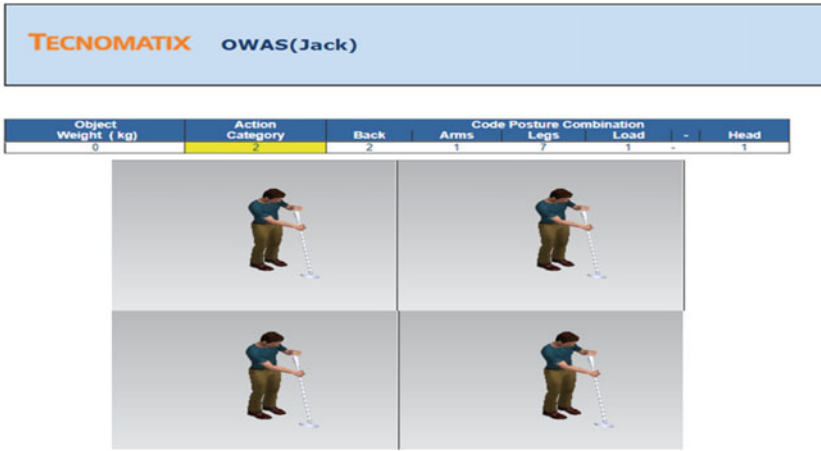 TECNOMATIX OWAS(Jack)
Object Weight ( kg) Action Category Code Posture Combination
Back Arms Legs Load - Head
0 2 2 1 7 1 - 1